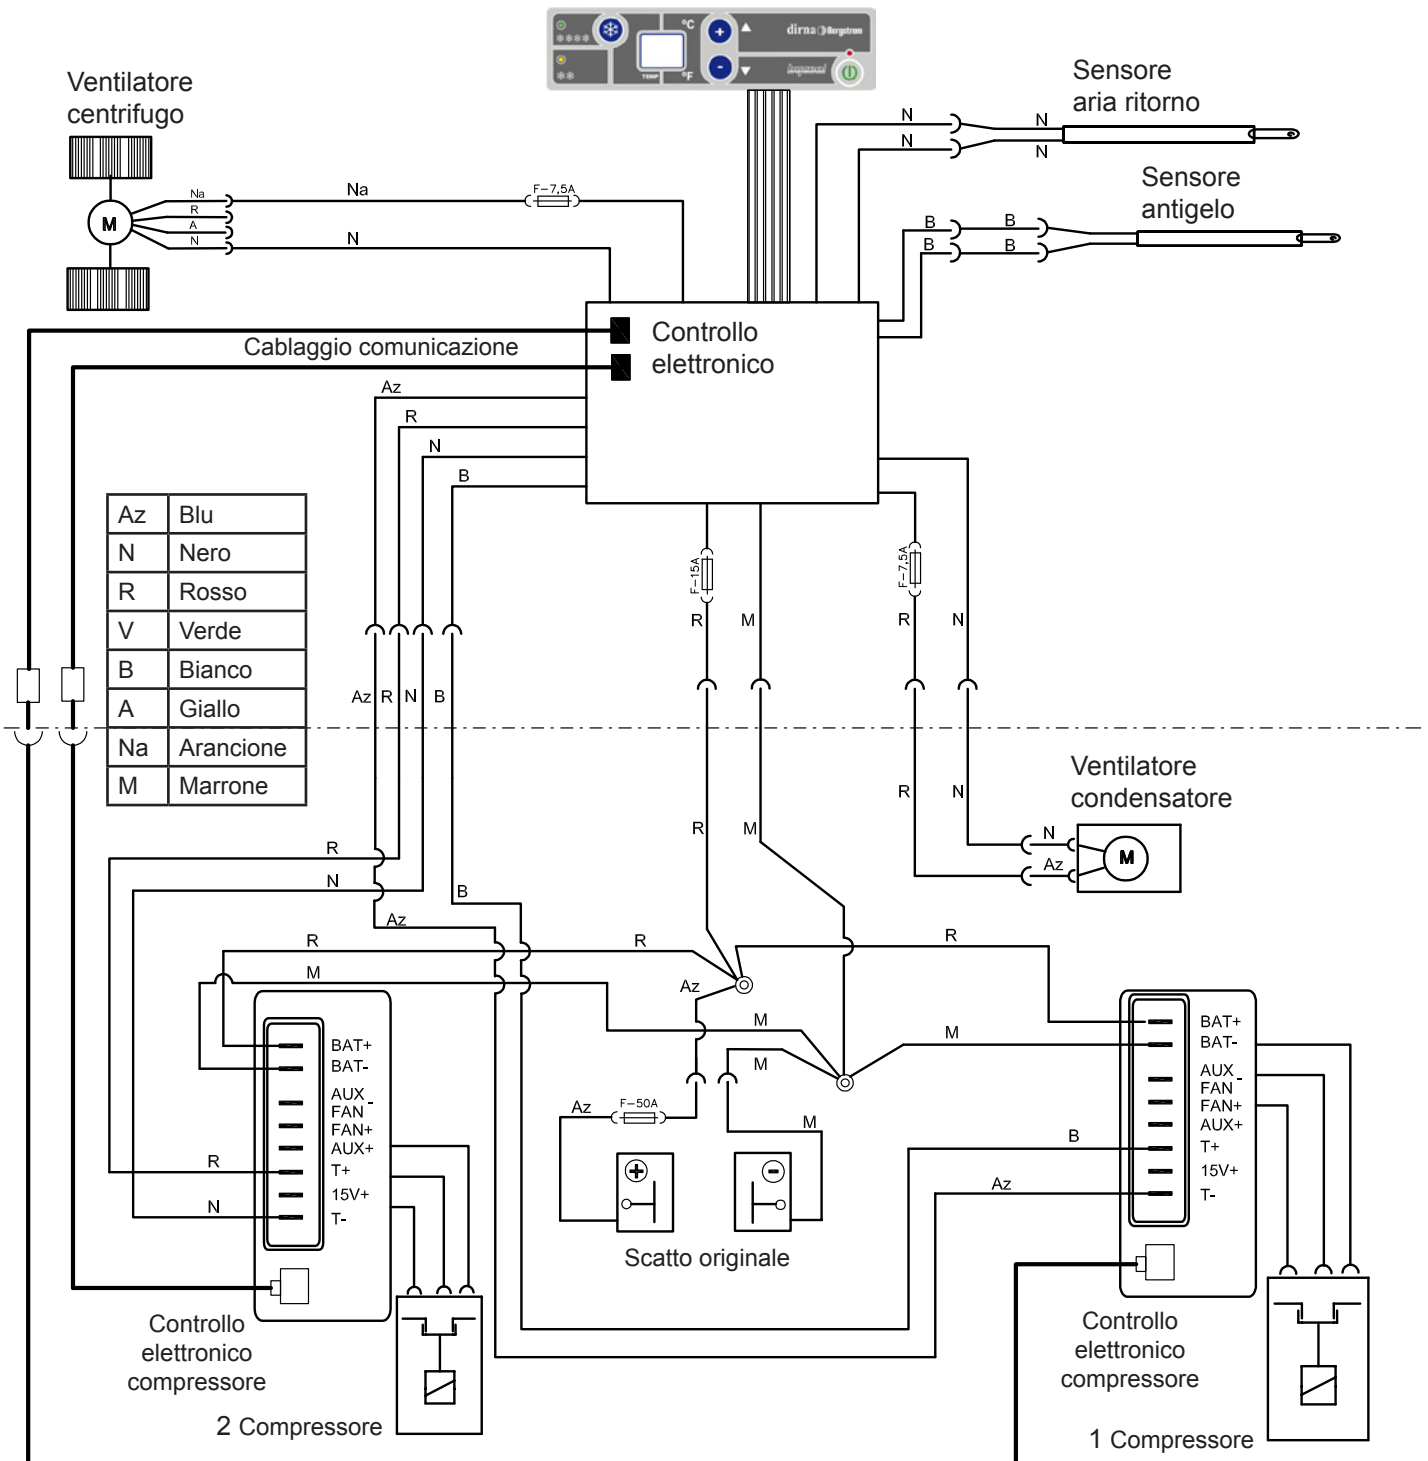 °C
°F
TEMP
+
-
dirna Bergstrom
Ventilatore
centrifugo
Sensore
aria ritorno
N
N
N
N
Sensore
antigelo
B
B
B
B
Na
R
A
N
Na
N
F-7,5A
M
Controllo
elettronico
Cablaggio comunicazione
Az
R
N
B
Az Blu
N Nero
R Rosso
V Verde
B Bianco
A Giallo
Na Arancione
M Marrone
F-15A
F-7,5A
R
M
R
N
Az
R
N
B
R
N
R
M
Ventilatore
condensatore
N
Az
M
R
N
B
Az
R
R
R
M
Az
M
M
M
BAT+
BAT-
AUX
FAN -
FAN+
AUX+
T+
15V+
T-
R
N
Az
F-50A
M
+
-
Scatto originale
B
Az
BAT+
BAT-
AUX
FAN -
FAN+
AUX+
T+
15V+
T-
Controllo
elettronico
compressore
2 Compressore
Controllo
elettronico
compressore
1 Compressore